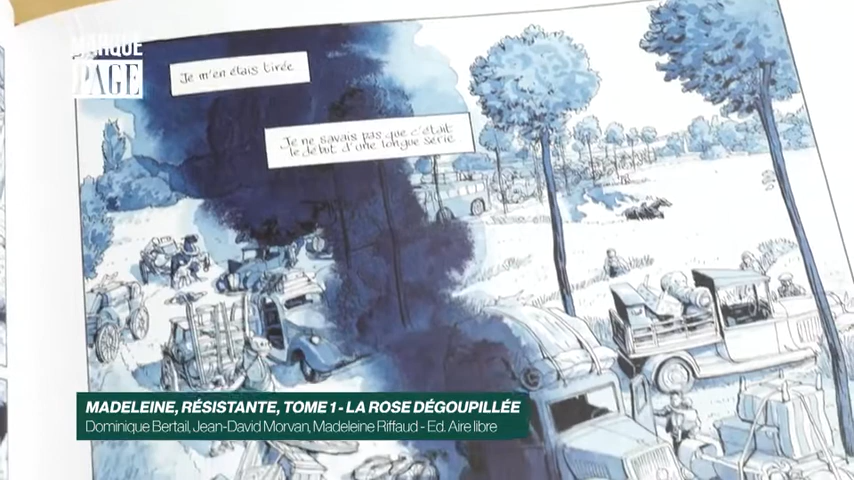 MARQUE
PAGE
Je m'en étais tirée
Je ne savais pas que c'était
le début d'une longue série
MADELEINE, RÉSISTANTE, TOME 1 - LA ROSE DÉGOUPILLÉE
Dominique Bertail, Jean-David Morvan, Madeleine Riffaud - Ed. Aire libre